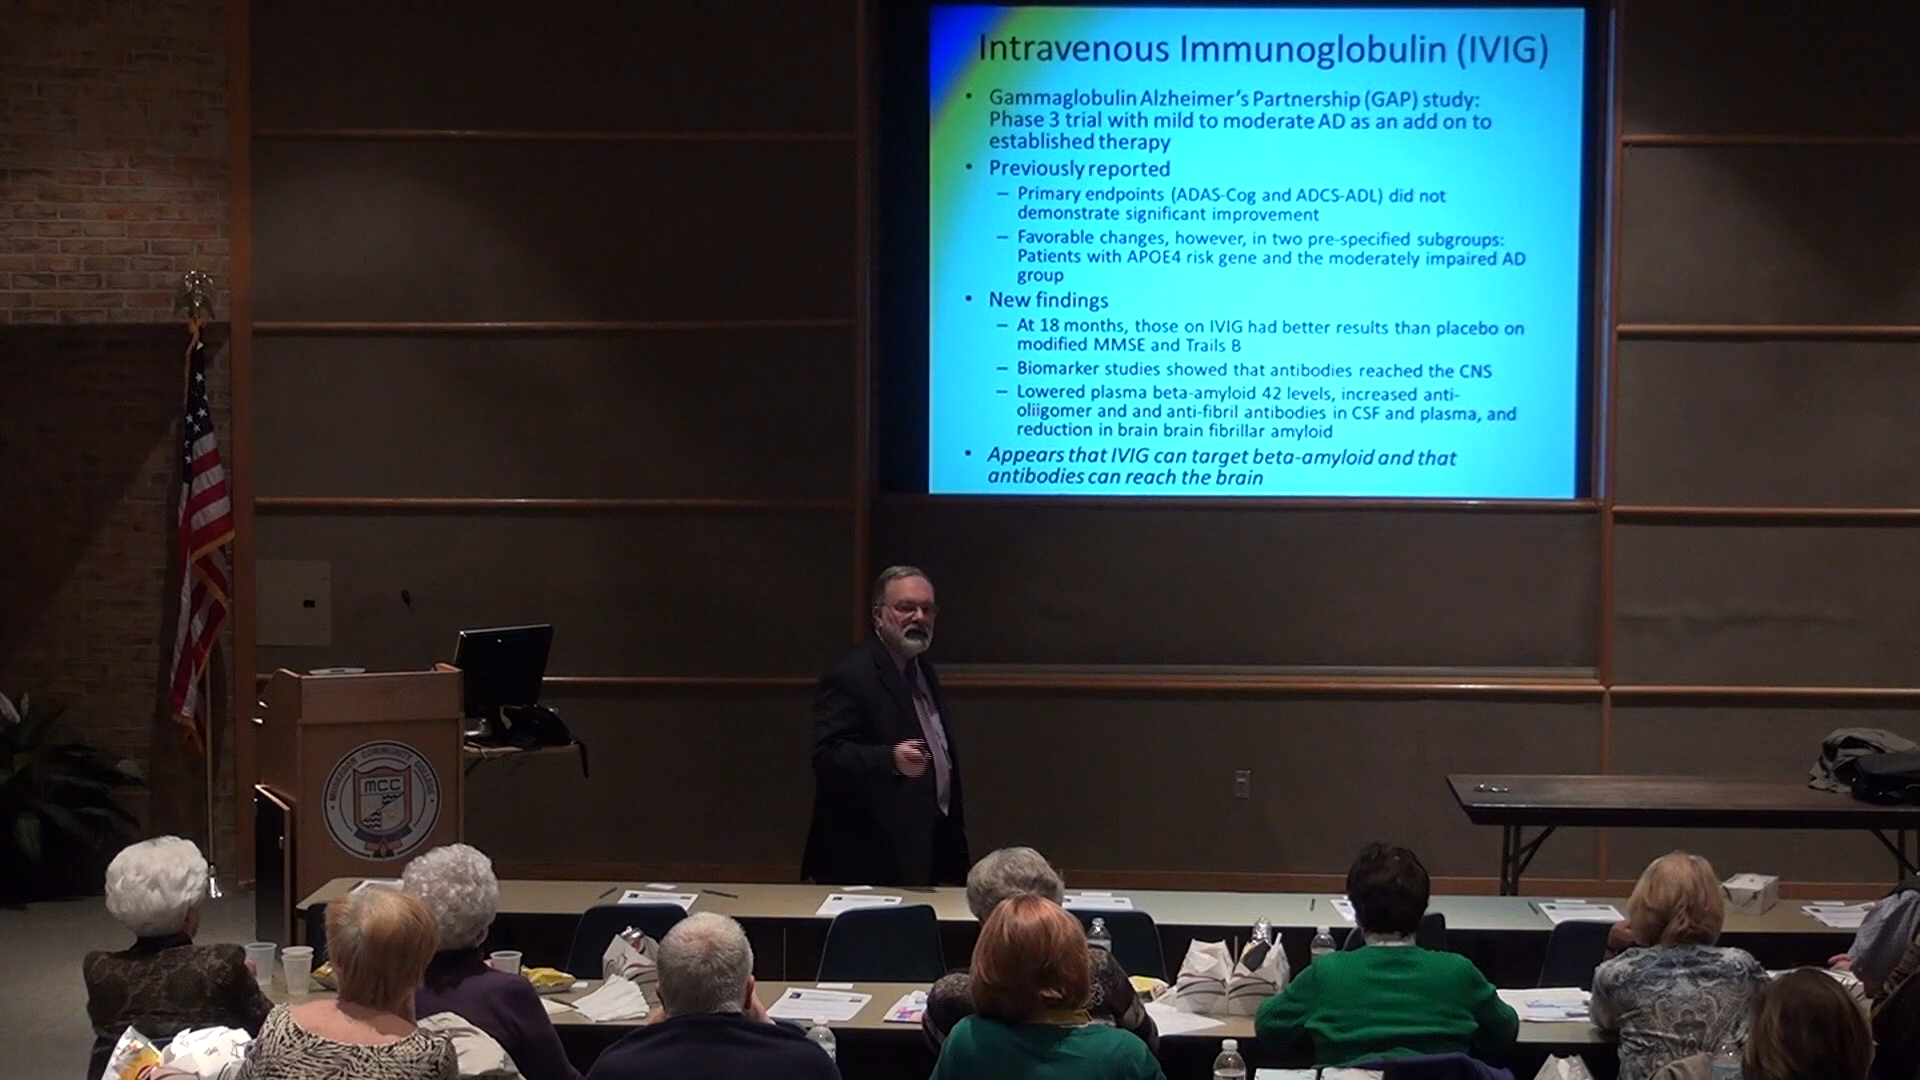 Intravenous Immunoglobulin (IVIG)
• Gammaglobulin Alzheimer's Partnership (GAP) study:
Phase 3 trial with mild to moderate AD as an add on to
established therapy
• Previously reported
– Primary endpoints (ADAS-Cog and ADCS-ADL) did not
demonstrate significant improvement
– Favorable changes, however, in two pre-specified subgroups:
Patients with APOE4 risk gene and the moderately impaired AD
group
• New findings
– At 18 months, those on IVIG had better results than placebo on
modified MMSE and Trails B
– Biomarker studies showed that antibodies reached the CNS
– Lowered plasma beta-amyloid 42 levels, increased anti-
oliigomer and and anti-fibril antibodies in CSF and plasma, and
reduction in brain brain fibrillar amyloid
• Appears that IVIG can target beta-amyloid and that
antibodies can reach the brain
COMMUNITY COLLEGE
MCC